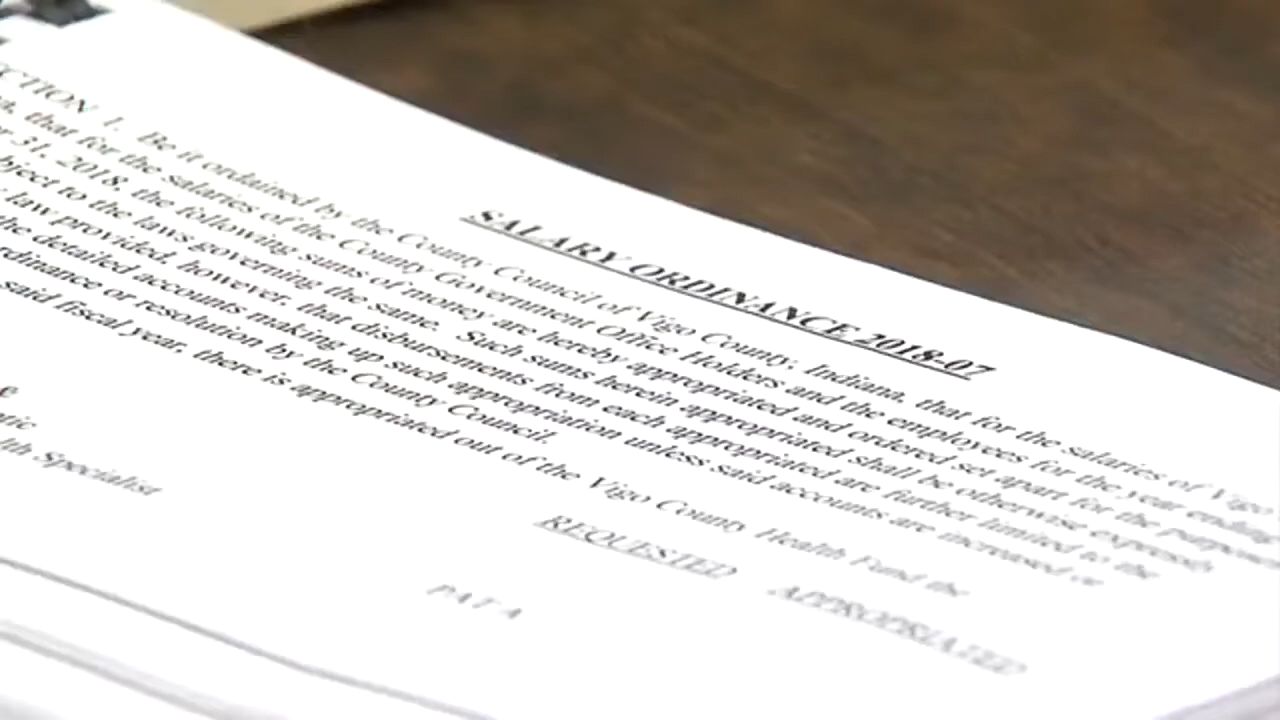 SALARY ORDINANCE 2018-07
CTION 1. Be it ordained by the County Council of Vigo County, Indiana, that for the salaries of Vigo
that for the salaries of the County Government Office Holders and the employees for the year ending
r 31, 2018, the following sums of money are hereby appropriated and ordered set apart for the purposes
bject to the laws governing the same. Such sums herein appropriated shall be otherwise expressly
law provided, however, that disbursements from each appropriated are further limited to the
the detailed accounts making up such appropriation unless said accounts are increased or
rdinance or resolution by the County Council.
said fiscal year, there is appropriated out of the Vigo County Health Fund the
REQUESTED APPROPRIATED
&
lth Specialist
PAT A